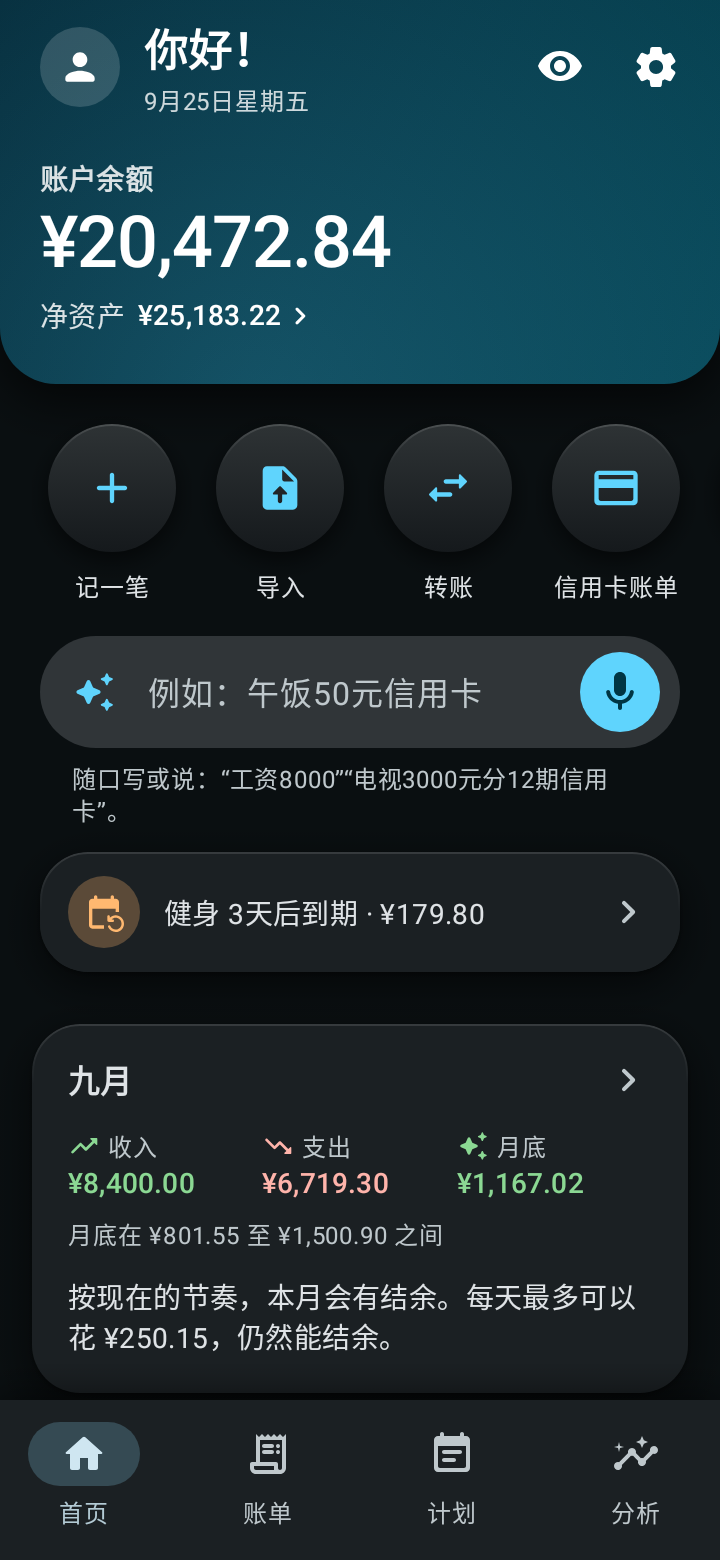 你好！
9月25日星期五
账户余额
¥20,472.84
净资产 ¥25,183.22
记一笔 导入 转账 信用卡账单
例如：午饭50元信用卡
随口写或说：“工资8000”“电视3000元分12期信用
卡”。
健身 3天后到期 · ¥179.80
九月
收入 支出 月底
¥8,400.00 ¥6,719.30 ¥1,167.02
月底在 ¥801.55 至 ¥1,500.90 之间
按现在的节奏，本月会有结余。每天最多可以
花 ¥250.15，仍然能结余。
首页 账单 计划 分析